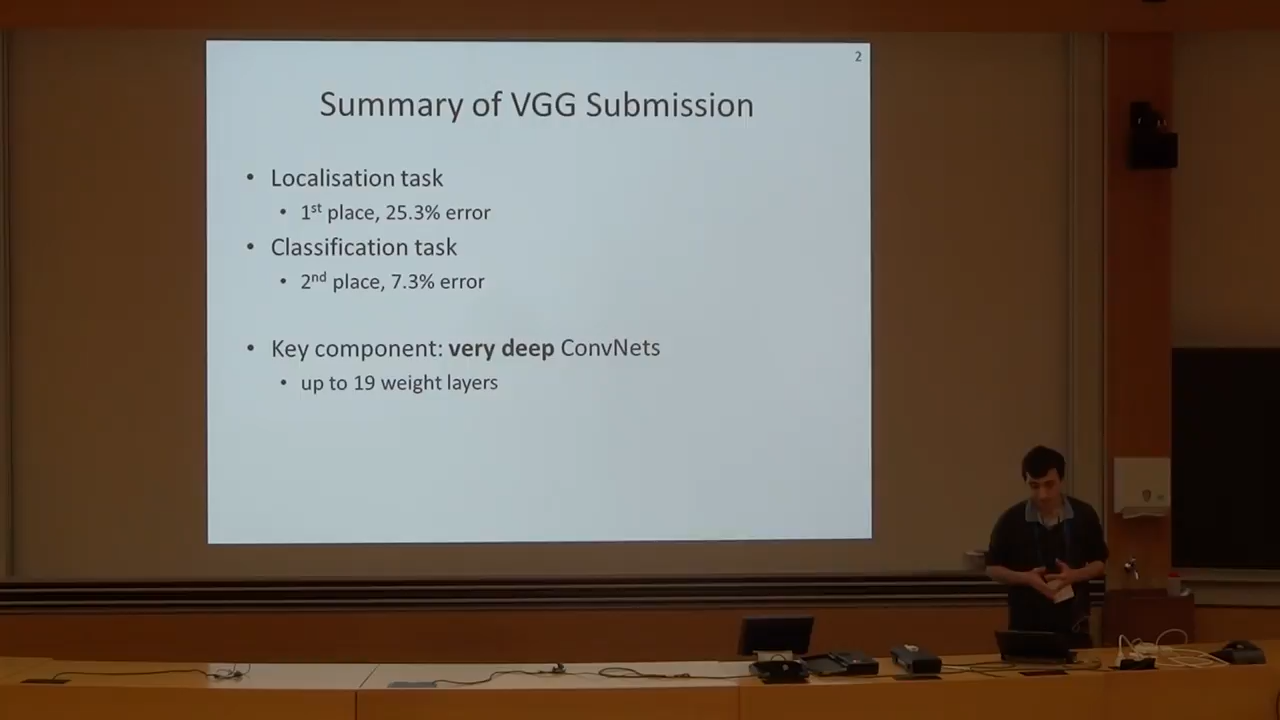 2
Summary of VGG Submission
• Localisation task
• 1st place, 25.3% error
• Classification task
• 2nd place, 7.3% error
• Key component: very deep ConvNets
• up to 19 weight layers